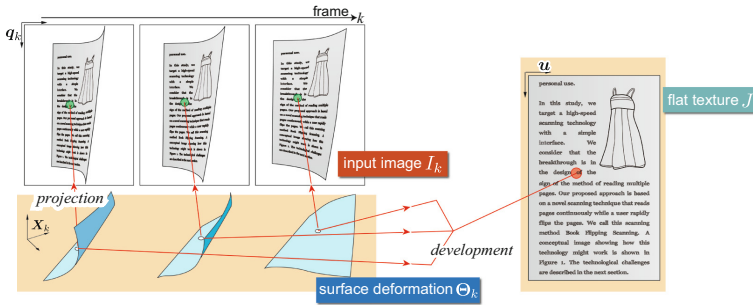 frame
k
q_k
personal use.
In this study, we
target a high-speed
scanning technology
with a simple
interface. We
consider that the
breakthrough is in
the design of the
sign of the method of reading multiple
pages. Our proposed approach is based
on a novel scanning technique that reads
pages continuously while a user rapidly
flips the pages. We call this scanning
method Book Flipping Scanning. A
conceptual image showing how this
technology might work is shown in
Figure 1. The technological challenges
are described in the next section.
u
flat texture J
input image I_k
projection
X_k
development
surface deformation Θ_k